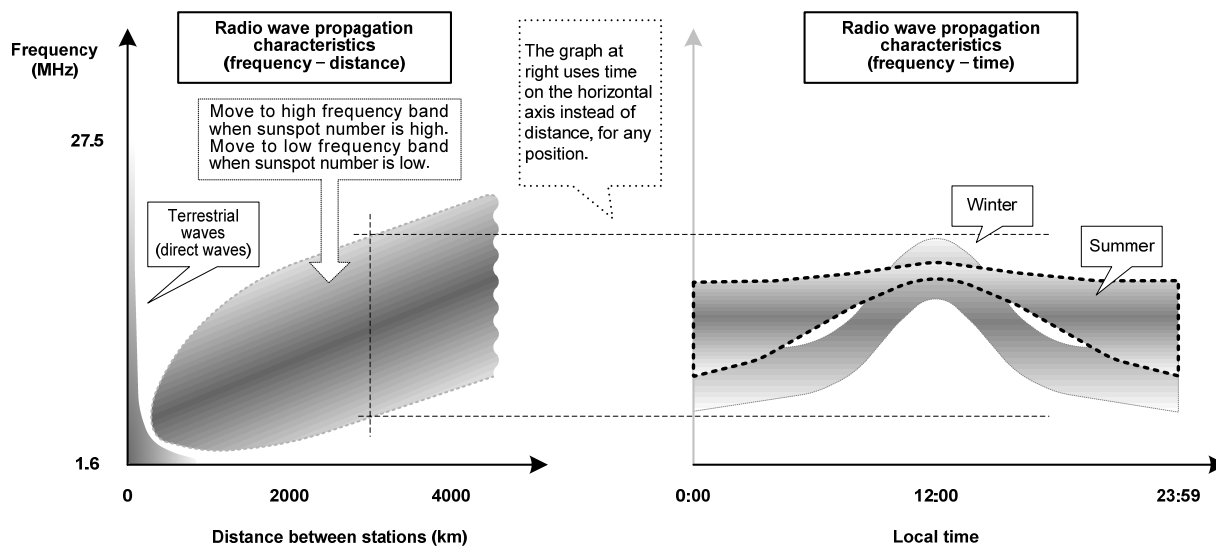 Frequency
(MHz)
27.5
1.6
Radio wave propagation
characteristics
(frequency – distance)
Move to high frequency band
when sunspot number is high.
Move to low frequency band
when sunspot number is low.
Terrestrial
waves
(direct waves)
0
2000
4000
Distance between stations (km)
The graph at
right uses time
on the horizontal
axis instead of
distance, for any
position.
Radio wave propagation
characteristics
(frequency – time)
Winter
Summer
0:00
12:00
23:59
Local time